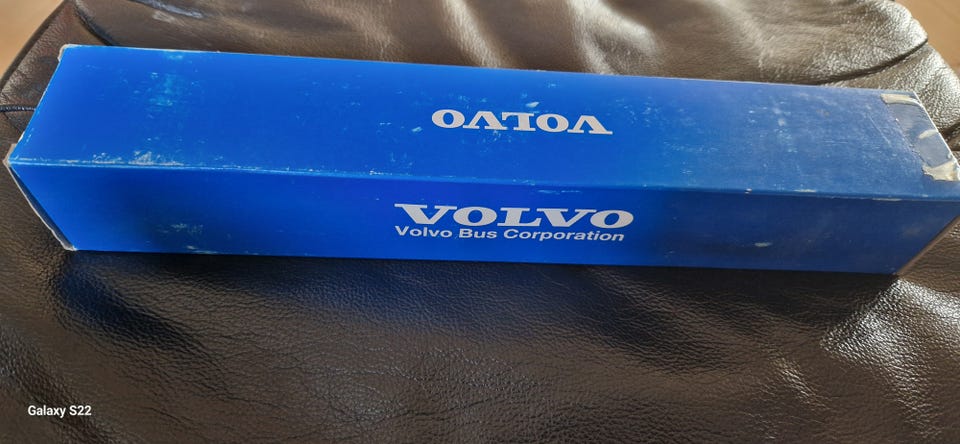 VOLVO
VOLVO
Volvo Bus Corporation
Galaxy S22